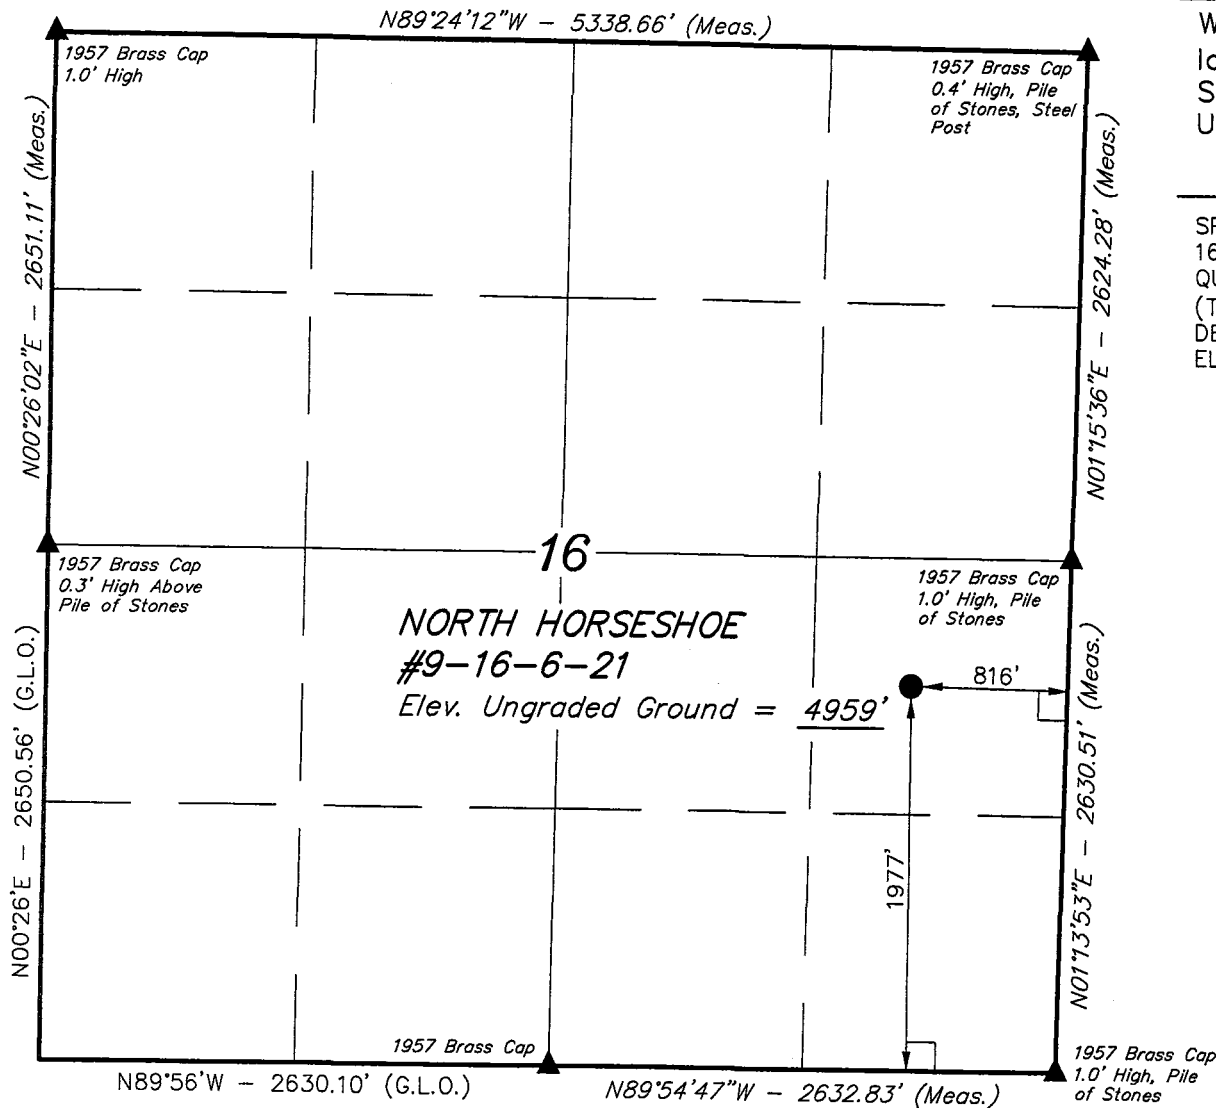 N89°24'12"W - 5338.66' (Meas.)
1957 Brass Cap
1.0' High
1957 Brass Cap
0.4' High, Pile
of Stones, Steel
Post
N00°26'02"E - 2651.11' (Meas.)
N01°15'36"E - 2624.28' (Meas.)
16
1957 Brass Cap
0.3' High Above
Pile of Stones
1957 Brass Cap
1.0' High, Pile
of Stones
NORTH HORSESHOE
#9-16-6-21
Elev. Ungraded Ground = 4959'
816'
1977'
N00°26'E - 2650.56' (G.L.O.)
N01°13'53"E - 2630.51' (Meas.)
1957 Brass Cap
1957 Brass Cap
1.0' High, Pile
of Stones
N89°56'W - 2630.10' (G.L.O.)
N89°54'47"W - 2632.83' (Meas.)
16
(T